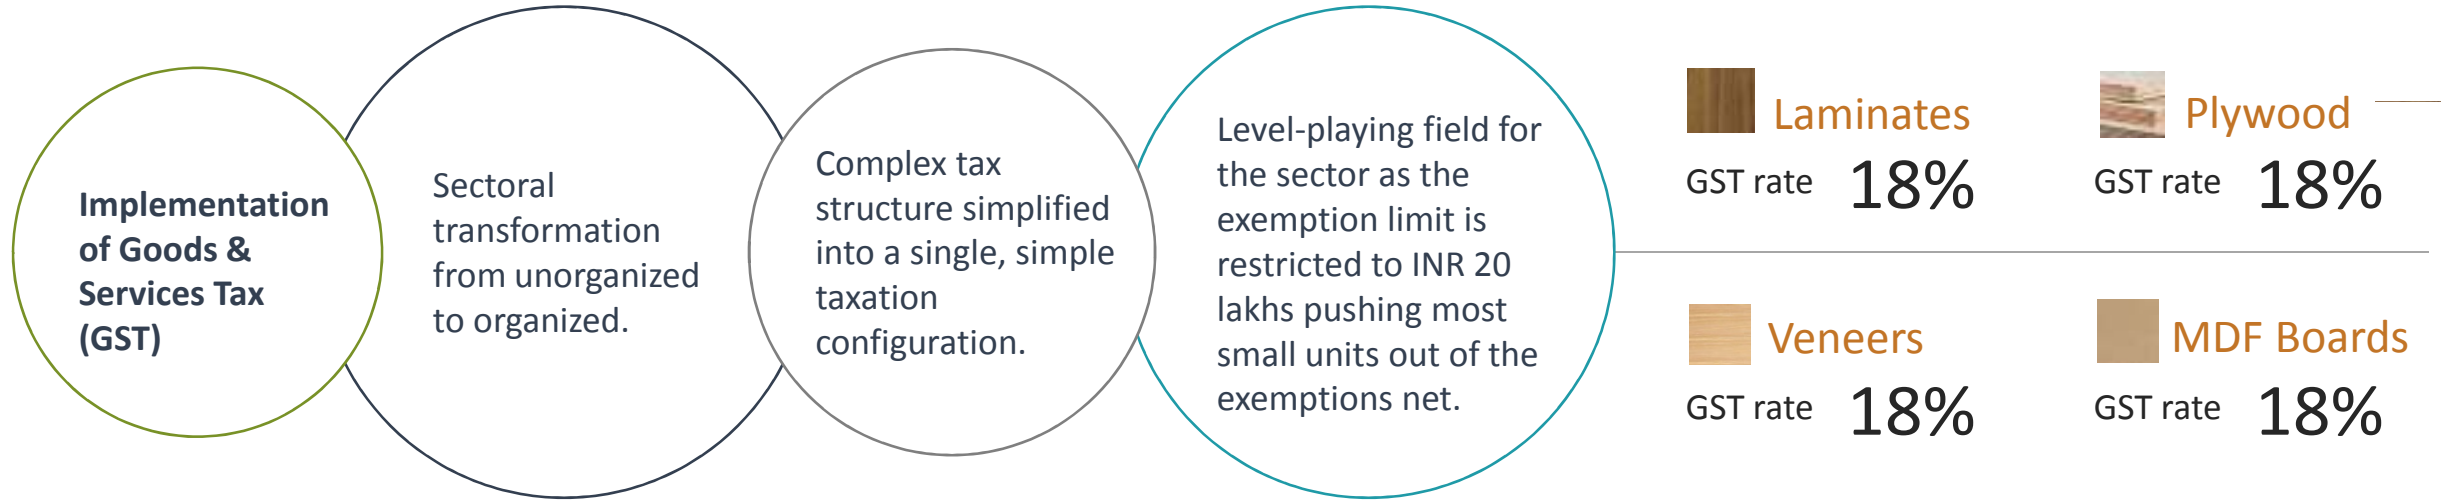 Implementation
of Goods &
Services Tax
(GST)
Sectoral
transformation
from unorganized
to organized.
Complex tax
structure simplified
into a single, simple
taxation
configuration.
Level-playing field for
the sector as the
exemption limit is
restricted to INR 20
lakhs pushing most
small units out of the
exemptions net.
Laminates
GST rate 18%
Plywood
GST rate 18%
Veneers
GST rate 18%
MDF Boards
GST rate 18%